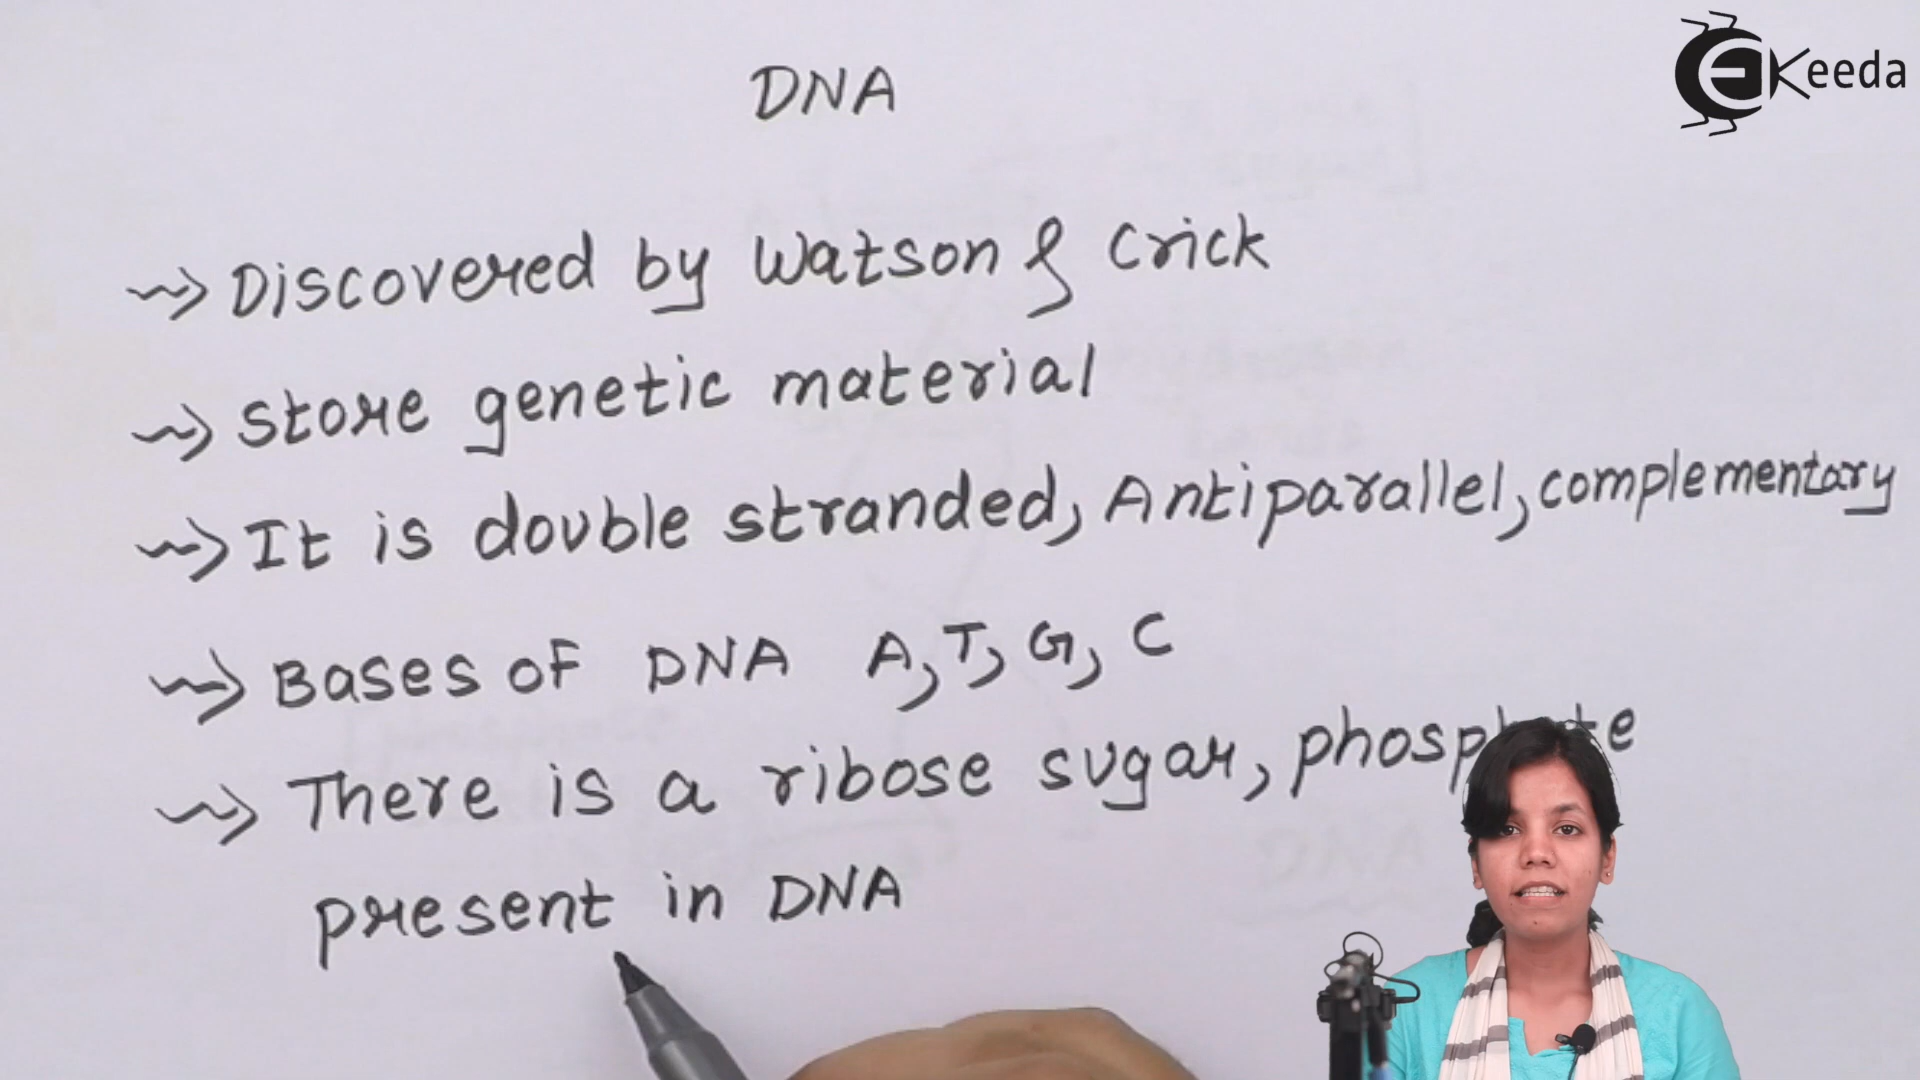 EKeeda
DNA
Discovered by Watson & Crick
Store genetic material
It is double stranded, Antiparallel, complementary
Bases of DNA A, T, G, C
There is a ribose sugar, phosphate
present in DNA